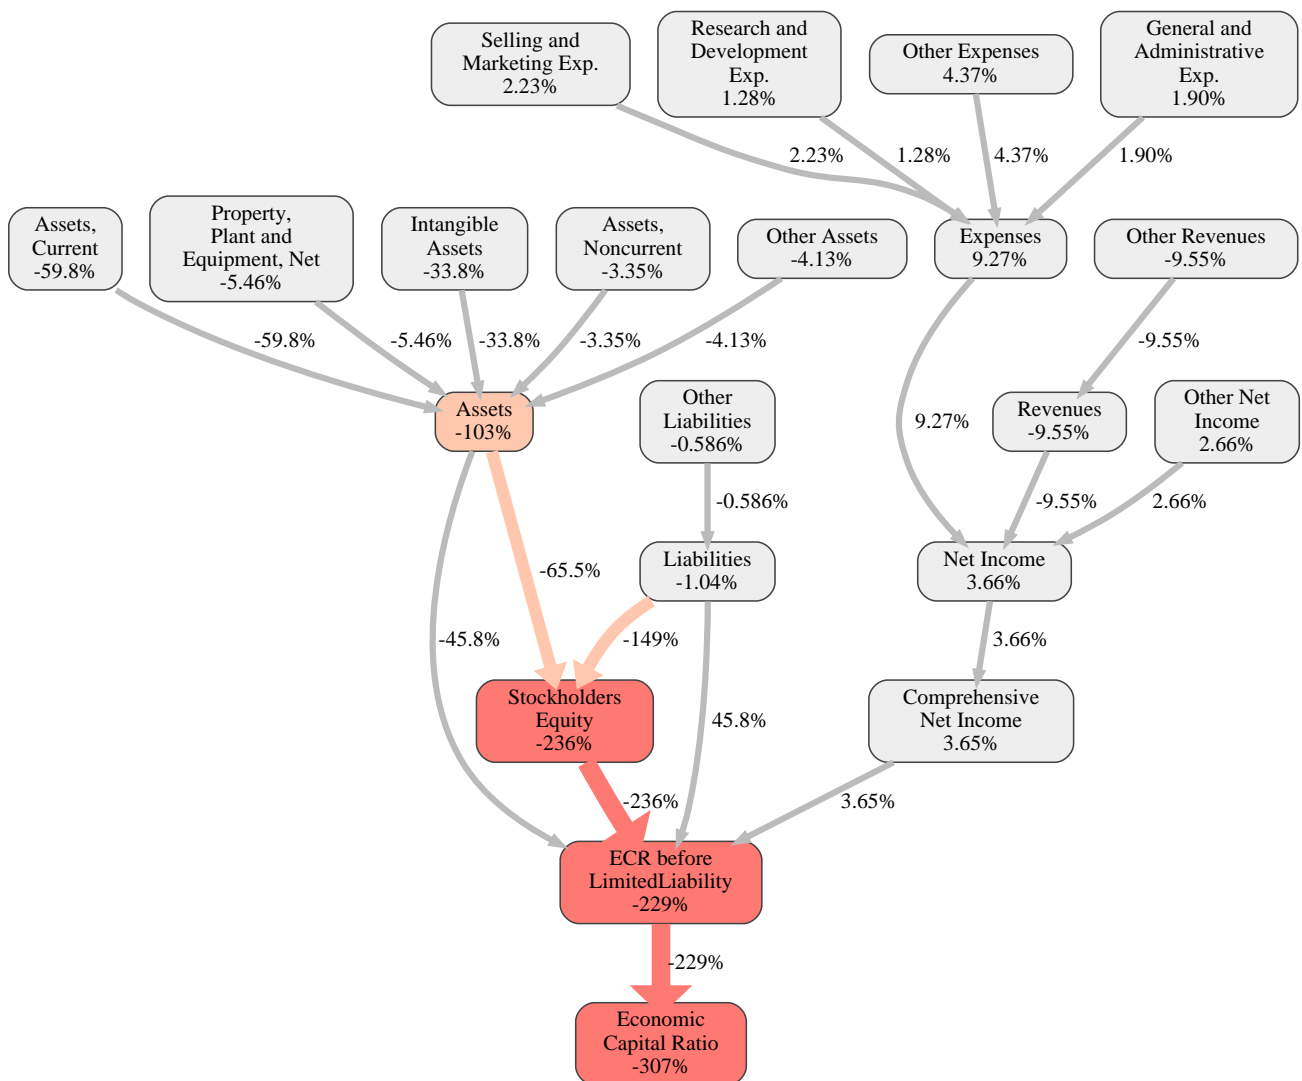 Selling and
Marketing Exp.
2.23%
Research and
Development
Exp.
1.28%
Other Expenses
4.37%
General and
Administrative
Exp.
1.90%
2.23%
1.28%
4.37%
1.90%
Assets,
Current
-59.8%
Property,
Plant and
Equipment, Net
-5.46%
Intangible
Assets
-33.8%
Assets,
Noncurrent
-3.35%
Other Assets
-4.13%
Expenses
9.27%
Other Revenues
-9.55%
-59.8%
-5.46%
-33.8%
-3.35%
-4.13%
-9.55%
Assets
-103%
Other
Liabilities
-0.586%
9.27%
Revenues
-9.55%
Other Net
Income
2.66%
-0.586%
-9.55%
2.66%
-65.5%
Liabilities
-1.04%
Net Income
3.66%
-45.8%
-149%
3.66%
Stockholders
Equity
-236%
45.8%
Comprehensive
Net Income
3.65%
-236%
3.65%
ECR before
LimitedLiability
-229%
-229%
Economic
Capital Ratio
-307%